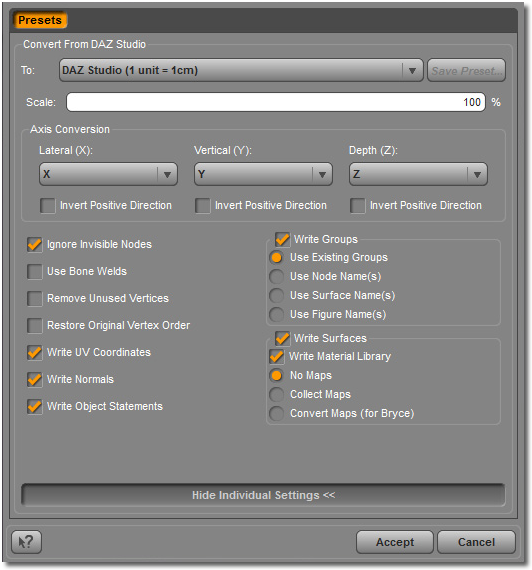 Presets
Convert From DAZ Studio
To: DAZ Studio (1 unit = 1cm) Save Preset...
Scale: 100 %
Axis Conversion
Lateral (X): Vertical (Y): Depth (Z):
X Y Z
Invert Positive Direction Invert Positive Direction Invert Positive Direction
Ignore Invisible Nodes
Use Bone Welds
Remove Unused Vertices
Restore Original Vertex Order
Write UV Coordinates
Write Normals
Write Object Statements
Write Groups
Use Existing Groups
Use Node Name(s)
Use Surface Name(s)
Use Figure Name(s)
Write Surfaces
Write Material Library
No Maps
Collect Maps
Convert Maps (for Bryce)
Hide Individual Settings <<
? Accept Cancel